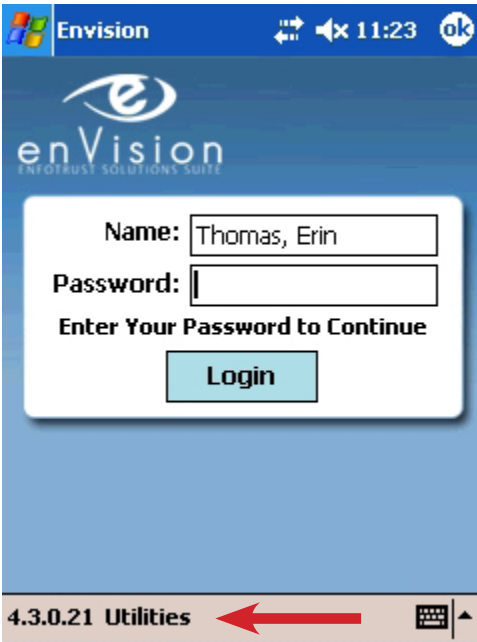 Envision 11:23 ok
enVision
ENFOTRUST SOLUTIONS SUITE
Name: Thomas, Erin
Password:
Enter Your Password to Continue
Login
4.3.0.21 Utilities